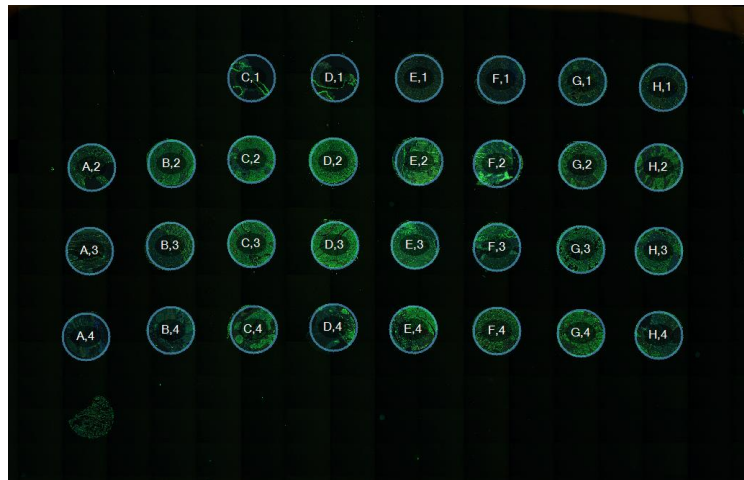 C,1 D,1 E,1 F,1 G,1 H,1
A,2 B,2 C,2 D,2 E,2 F,2 G,2 H,2
A,3 B,3 C,3 D,3 E,3 F,3 G,3 H,3
A,4 B,4 C,4 D,4 E,4 F,4 G,4 H,4